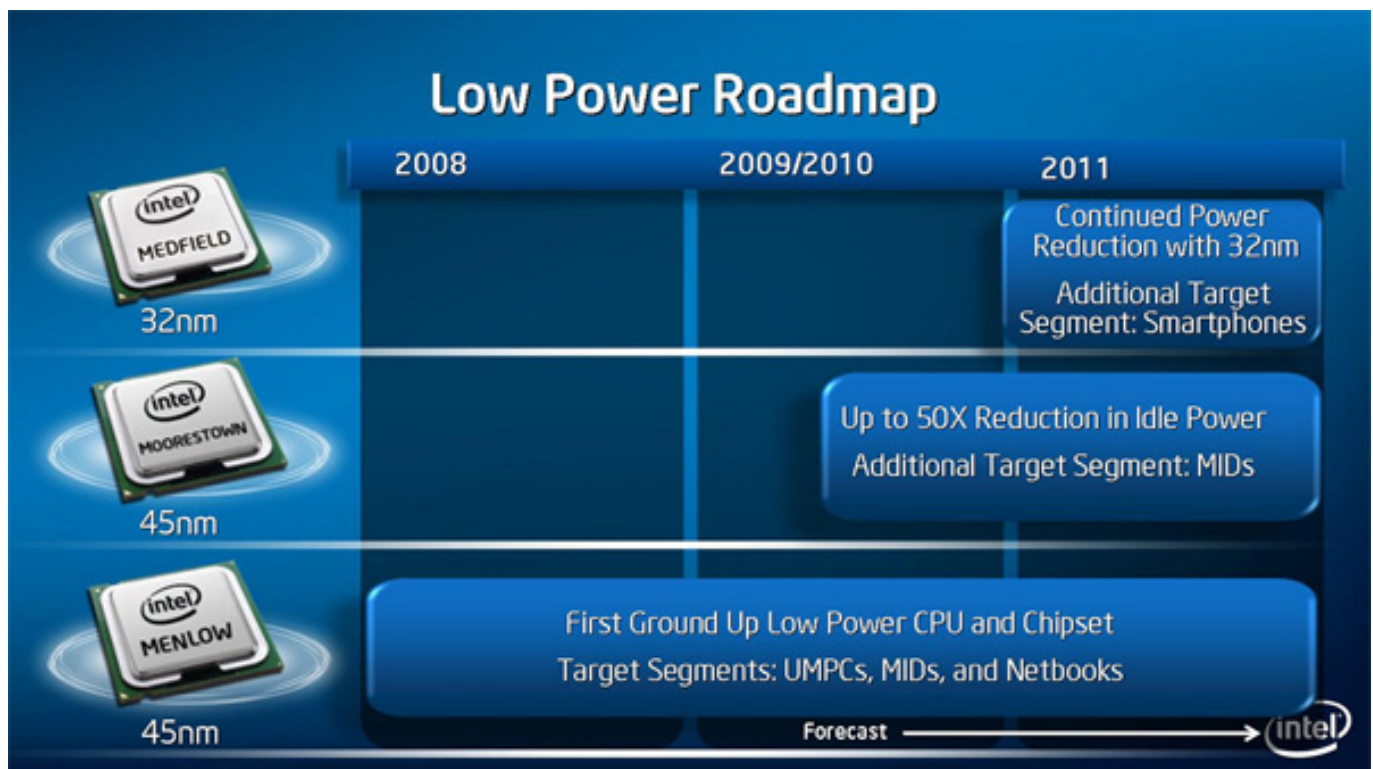 Low Power Roadmap
2008
2009/2010
2011
intel
MEDFIELD
32nm
Continued Power
Reduction with 32nm
Additional Target
Segment: Smartphones
intel
MOORESTOWN
45nm
Up to 50X Reduction in Idle Power
Additional Target Segment: MIDs
intel
MENLOW
45nm
First Ground Up Low Power CPU and Chipset
Target Segments: UMPCs, MIDs, and Netbooks
Forecast
intel